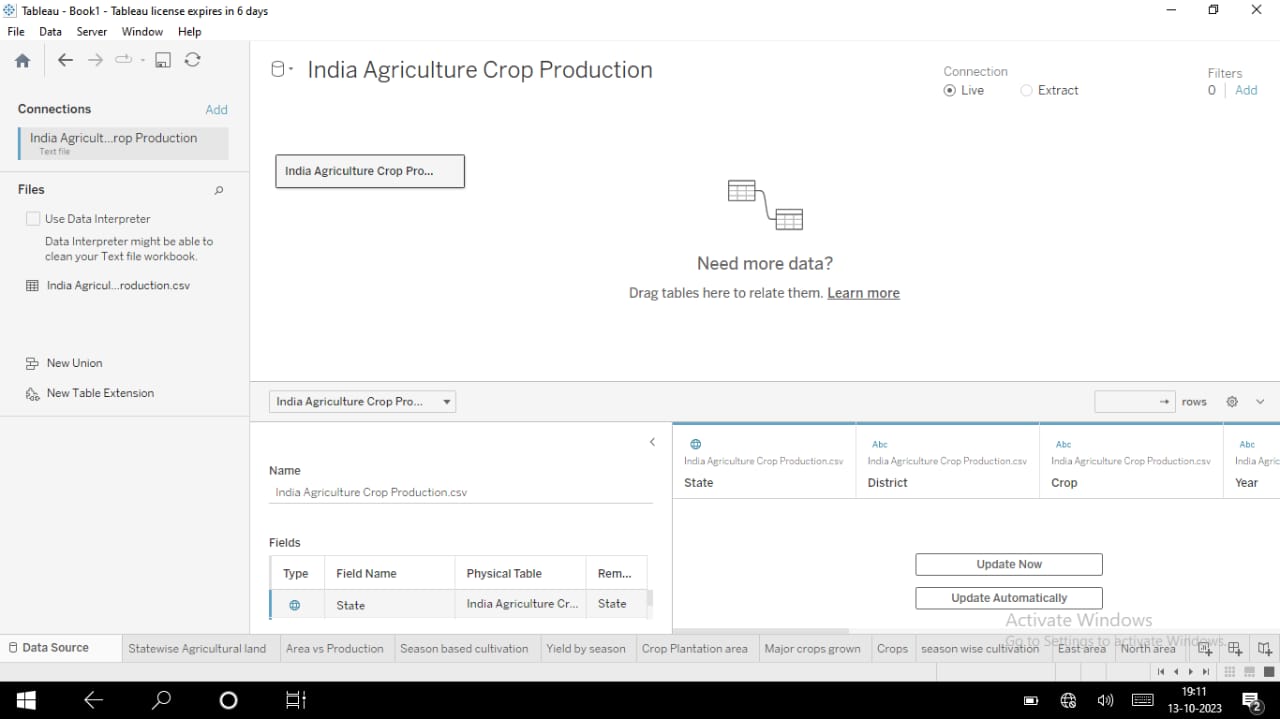 Tableau - Book1 - Tableau license expires in 6 days
File Data Server Window Help
Connections Add
India Agricult...rop Production
Text file
Files
Use Data Interpreter
Data Interpreter might be able to
clean your Text file workbook.
India Agricul...roduction.csv
New Union
New Table Extension
India Agriculture Crop Production
Connection
Live Extract
Filters
0 Add
India Agriculture Crop Pro...
Need more data?
Drag tables here to relate them. Learn more
India Agriculture Crop Pro... rows
Name
India Agriculture Crop Production.csv
Fields
Type Field Name Physical Table Rem...
State India Agriculture Cr... State
Abc Abc Abc
India Agriculture Crop Production.csv India Agriculture Crop Production.csv India Agriculture Crop Production.csv India Agric
State District Crop Year
Update Now
Update Automatically
Activate Windows
Go to Settings to activate Windows.
Data Source Statewise Agricultural land Area vs Production Season based cultivation Yield by season Crop Plantation area Major crops grown Crops season wise cultivation East area North area
19:11
13-10-2023
2